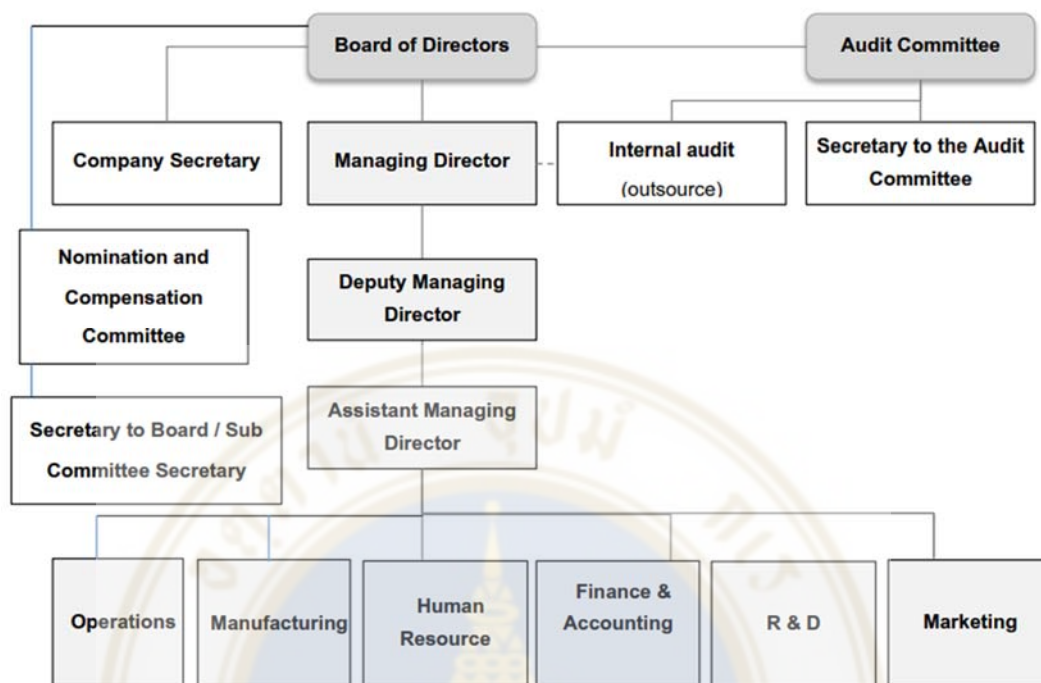 Board of Directors
Audit Committee
Company Secretary
Managing Director
Internal audit
(outsource)
Secretary to the Audit
Committee
Nomination and
Compensation
Committee
Deputy Managing
Director
Secretary to Board / Sub
Committee Secretary
Assistant Managing
Director
Operations
Manufacturing
Human
Resource
Finance &
Accounting
R & D
Marketing